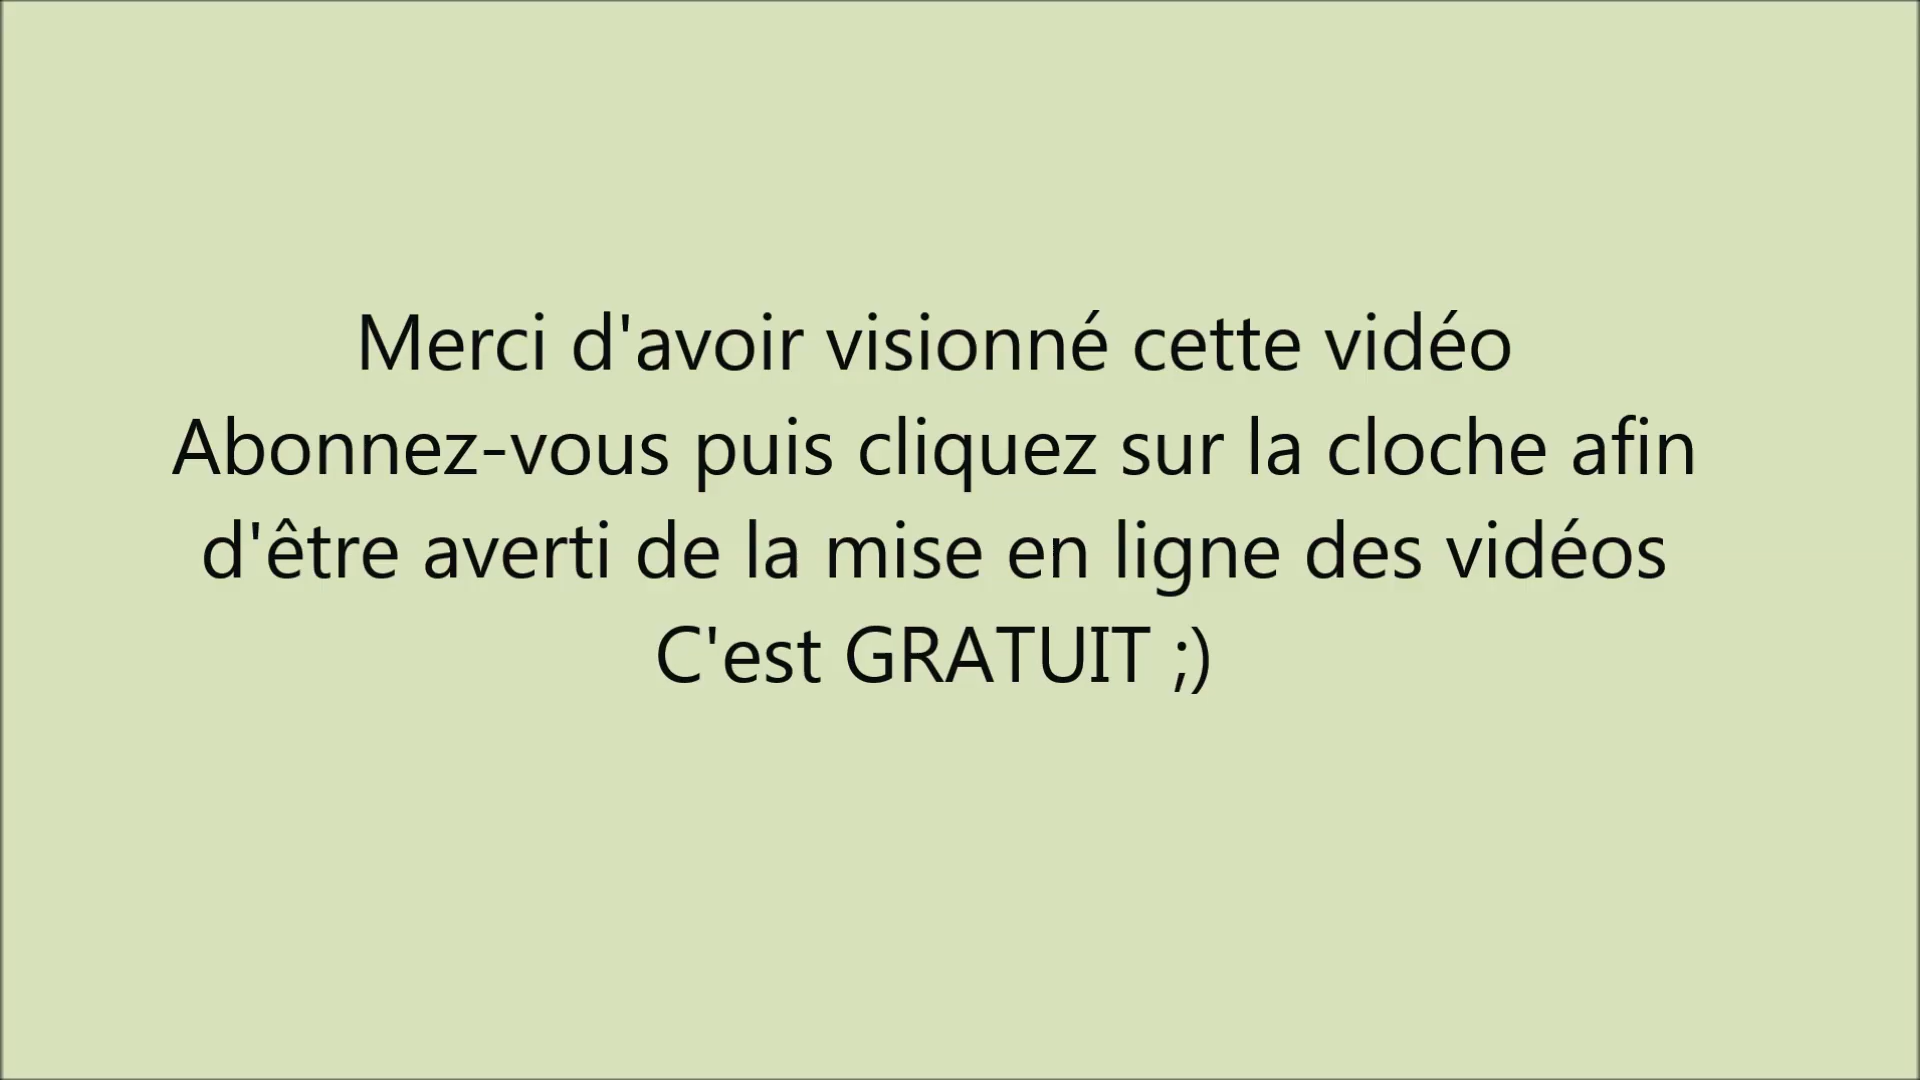 Merci d'avoir visionné cette vidéo
Abonnez-vous puis cliquez sur la cloche afin
d'être averti de la mise en ligne des vidéos
C'est GRATUIT ;)